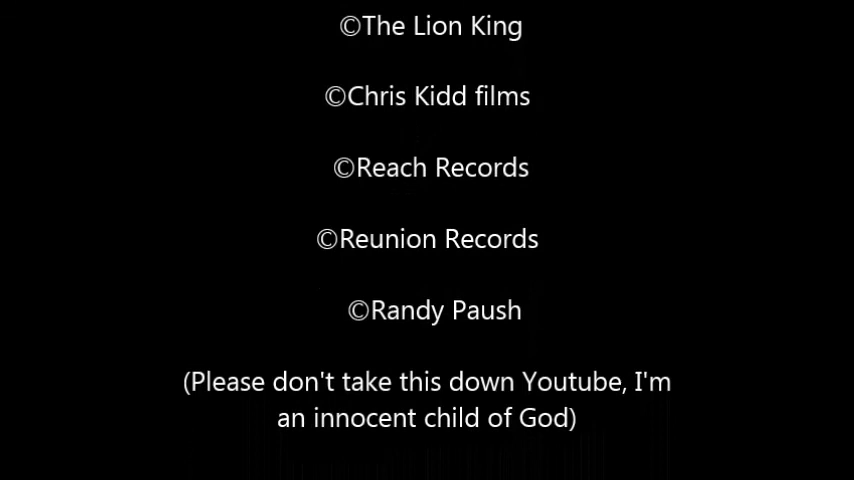 ©The Lion King
©Chris Kidd films
©Reach Records
©Reunion Records
©Randy Paush
(Please don't take this down Youtube, I'm
an innocent child of God)